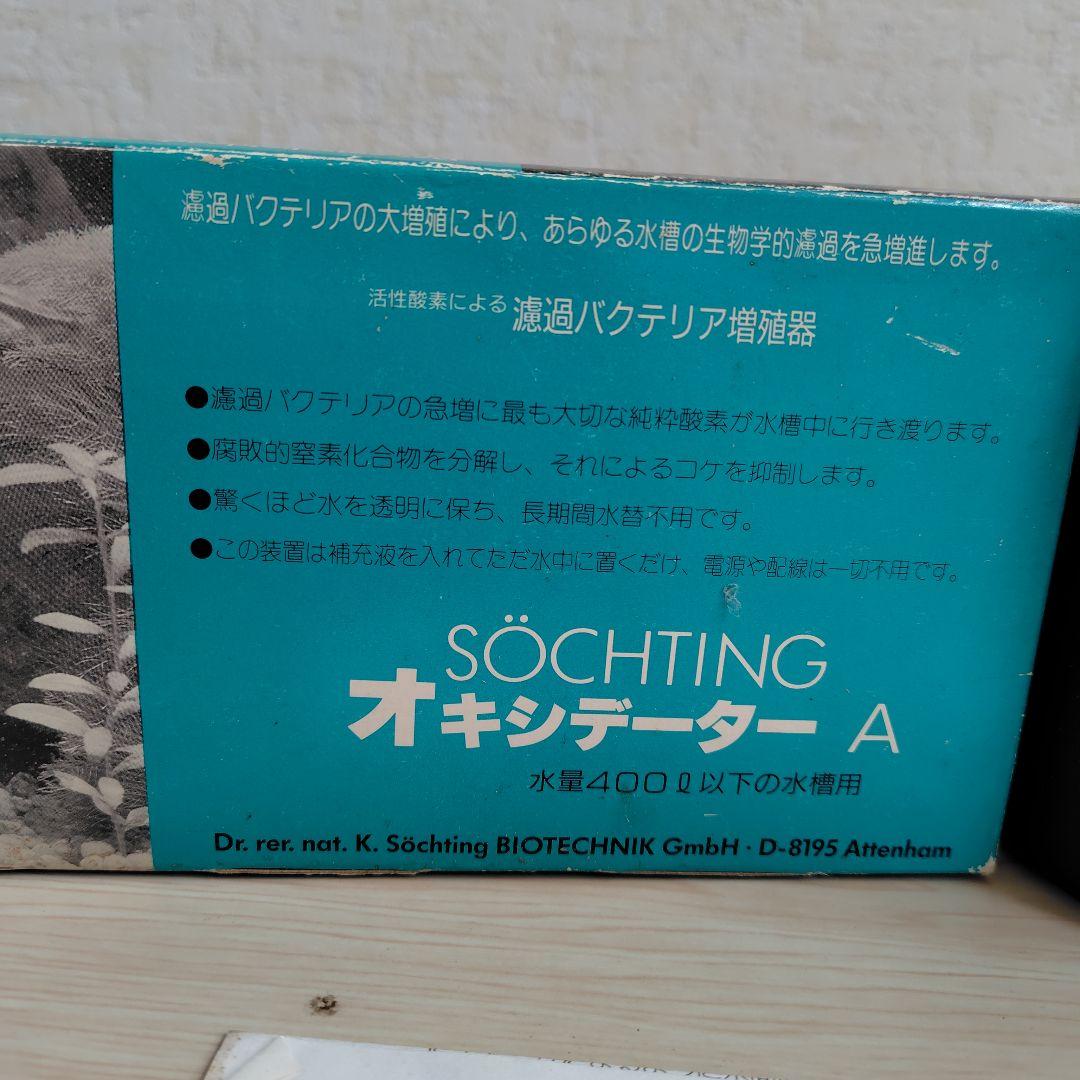 濾過バクテリアの大増殖により、あらゆる水槽の生物学的濾過を急増進します。
活性酸素による 濾過バクテリア増殖器
●濾過バクテリアの急増に最も大切な純粋酸素が水槽中に行き渡ります。
●腐敗的窒素化合物を分解し、それによるコケを抑制します。
●驚くほど水を透明に保ち、長期間水替不用です。
●この装置は補充液を入れてただ水中に置くだけ、電源や配線は一切不用です。
SÖCHTING
オキシデーター A
水量400ℓ以下の水槽用
Dr. rer. nat. K. Söchting BIOTECHNIK GmbH · D-8195 Attenham